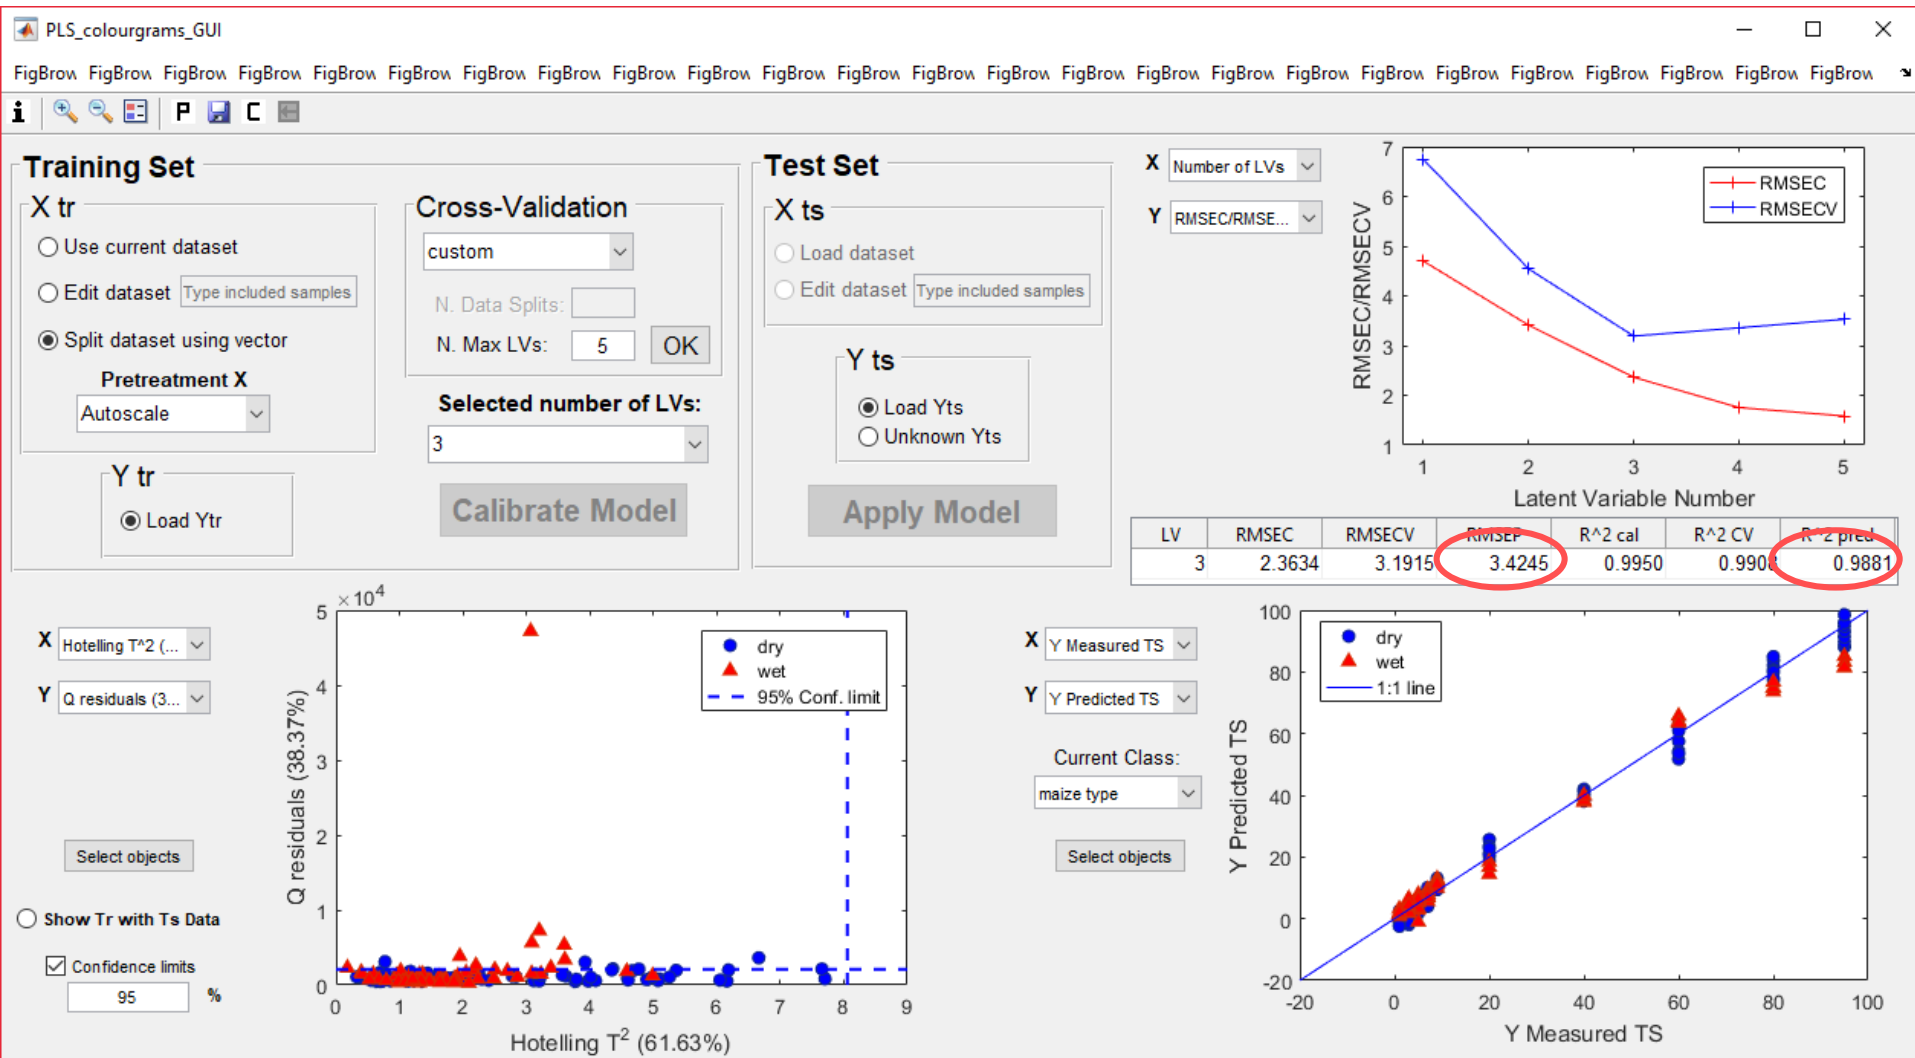 PLS_colourgrams_GUI
FigBrow FigBrow FigBrow FigBrow FigBrow FigBrow FigBrow FigBrow FigBrow FigBrow FigBrow FigBrow FigBrow FigBrow FigBrow FigBrow FigBrow FigBrow FigBrow FigBrow FigBrow FigBrow FigBrow FigBrow FigBrow
i P C
Training Set
X tr
Use current dataset
Edit dataset Type included samples
Split dataset using vector
Pretreatment X
Autoscale
Y tr
Load Ytr
Cross-Validation
custom
N. Data Splits:
N. Max LVs: 5 OK
Selected number of LVs:
3
Calibrate Model
Test Set
X ts
Load dataset
Edit dataset Type included samples
Y ts
Load Yts
Unknown Yts
Apply Model
X Number of LVs
Y RMSEC/RMSE...
RMSEC/RMSECV
7
6
5
4
3
2
1
RMSEC
RMSECV
1 2 3 4 5
Latent Variable Number
LV RMSEC RMSECV RMSEP R^2 cal R^2 CV R^2 pred
3 2.3634 3.1915 3.4245 0.9950 0.9908 0.9881
X Hotelling T^2 (...
Y Q residuals (3...
Select objects
Show Tr with Ts Data
Confidence limits
95 %
Q residuals (38.37%)
×10⁴
5
4
3
2
1
0
dry
wet
95% Conf. limit
0 1 2 3 4 5 6 7 8 9
Hotelling T² (61.63%)
X Y Measured TS
Y Y Predicted TS
Current Class:
maize type
Select objects
Y Predicted TS
100
80
60
40
20
0
-20
dry
wet
1:1 line
-20 0 20 40 60 80 100
Y Measured TS